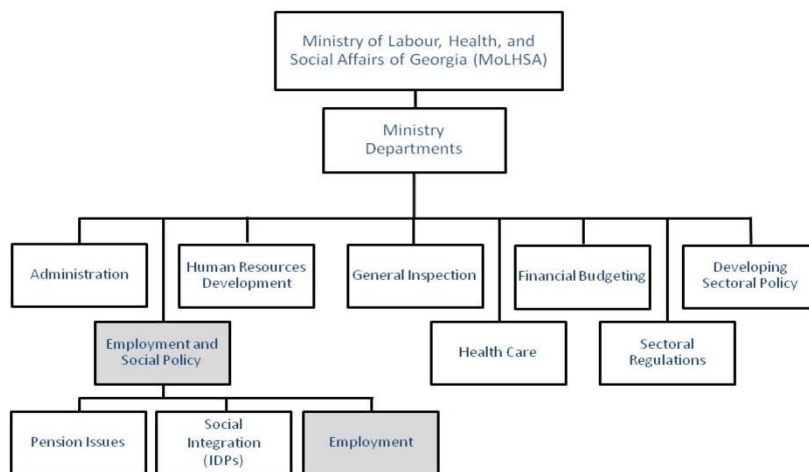 Ministry of Labour, Health, and
Social Affairs of Georgia (MoLHSA)
Ministry
Departments
Administration
Human Resources
Development
General Inspection
Financial Budgeting
Developing
Sectoral Policy
Employment and
Social Policy
Health Care
Sectoral
Regulations
Pension Issues
Social
Integration
(IDPs)
Employment